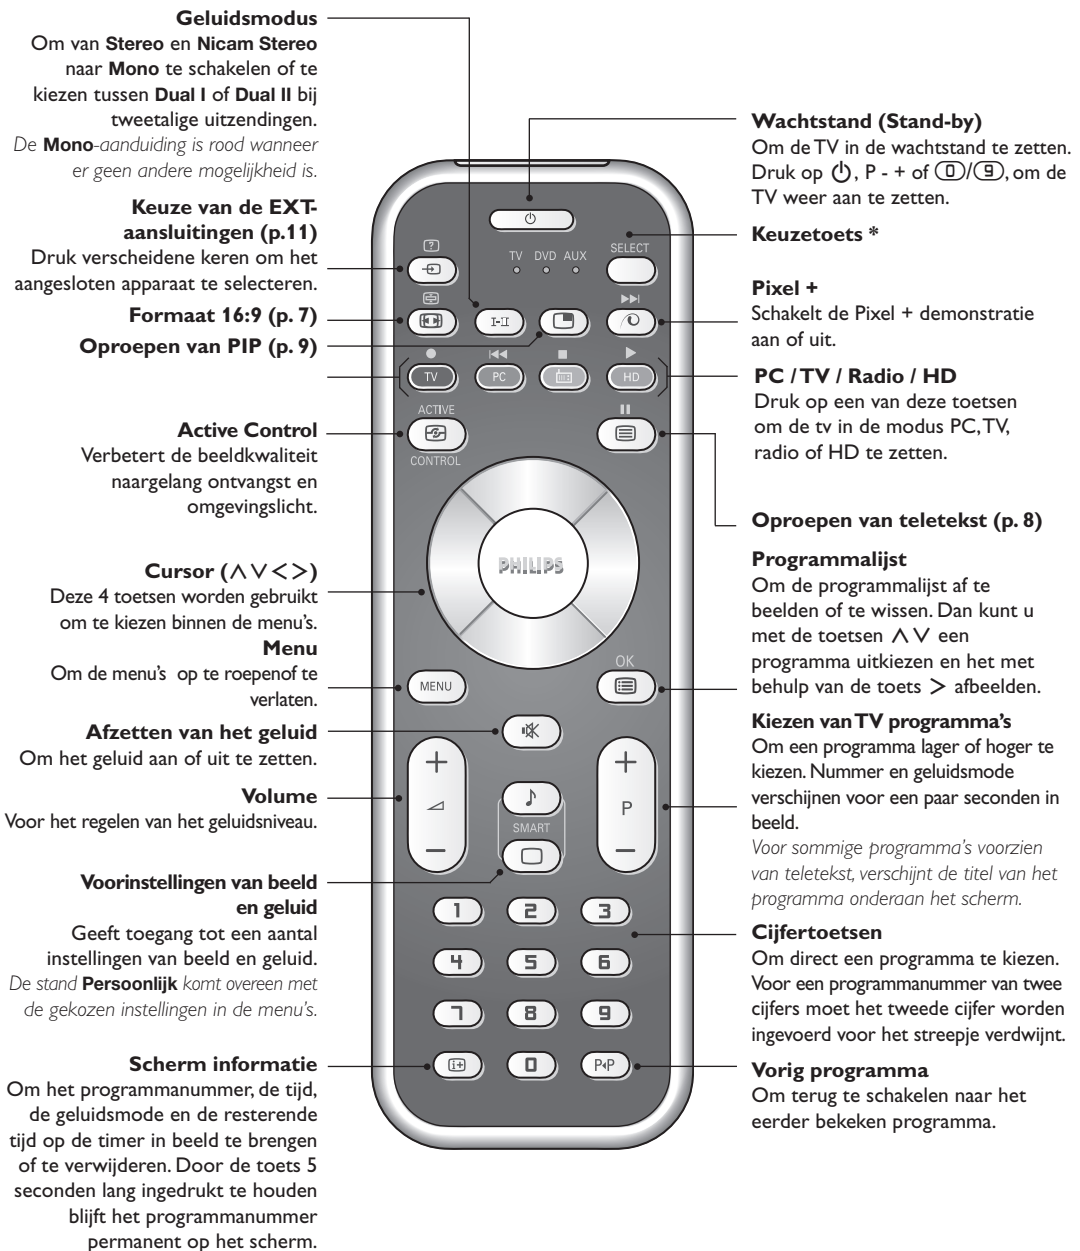 Geluidsmodus
Om van Stereo en Nicam Stereo
naar Mono te schakelen of te
kiezen tussen Dual I of Dual II bij
tweetalige uitzendingen.
De Mono-aanduiding is rood wanneer
er geen andere mogelijkheid is.
Keuze van de EXT-
aansluitingen (p.11)
Druk verscheidene keren om het
aangesloten apparaat te selecteren.
Formaat 16:9 (p. 7)
Oproepen van PIP (p. 9)
Active Control
Verbetert de beeldkwaliteit
naargelang ontvangst en
omgevingslicht.
Cursor (∧∨<>)
Deze 4 toetsen worden gebruikt
om te kiezen binnen de menu's.
Menu
Om de menu's op te roepenof te
verlaten.
Afzetten van het geluid
Om het geluid aan of uit te zetten.
Volume
Voor het regelen van het geluidsniveau.
Voorinstellingen van beeld
en geluid
Geeft toegang tot een aantal
instellingen van beeld en geluid.
De stand Persoonlijk komt overeen met
de gekozen instellingen in de menu's.
Scherm informatie
Om het programmanummer, de tijd,
de geluidsmode en de resterende
tijd op de timer in beeld te brengen
of te verwijderen. Door de toets 5
seconden lang ingedrukt te houden
blijft het programmanummer
permanent op het scherm.
?
TV DVD AUX
SELECT
I-II
TV
PC
HD
ACTIVE
CONTROL
PHILIPS
OK
MENU
+
P
−
+
−
SMART
1 2 3
4 5 6
7 8 9
i+ 0 P◂P
Wachtstand (Stand-by)
Om de TV in de wachtstand te zetten.
Druk op ⏻, P - + of 0/9, om de
TV weer aan te zetten.
Keuzetoets *
Pixel +
Schakelt de Pixel + demonstratie
aan of uit.
PC / TV / Radio / HD
Druk op een van deze toetsen
om de tv in de modus PC, TV,
radio of HD te zetten.
Oproepen van teletekst (p. 8)
Programmalijst
Om de programmalijst af te
beelden of te wissen. Dan kunt u
met de toetsen ∧∨ een
programma uitkiezen en het met
behulp van de toets > afbeelden.
Kiezen van TV programma's
Om een programma lager of hoger te
kiezen. Nummer en geluidsmode
verschijnen voor een paar seconden in
beeld.
Voor sommige programma's voorzien
van teletekst, verschijnt de titel van het
programma onderaan het scherm.
Cijfertoetsen
Om direct een programma te kiezen.
Voor een programmanummer van twee
cijfers moet het tweede cijfer worden
ingevoerd voor het streepje verdwijnt.
Vorig programma
Om terug te schakelen naar het
eerder bekeken programma.